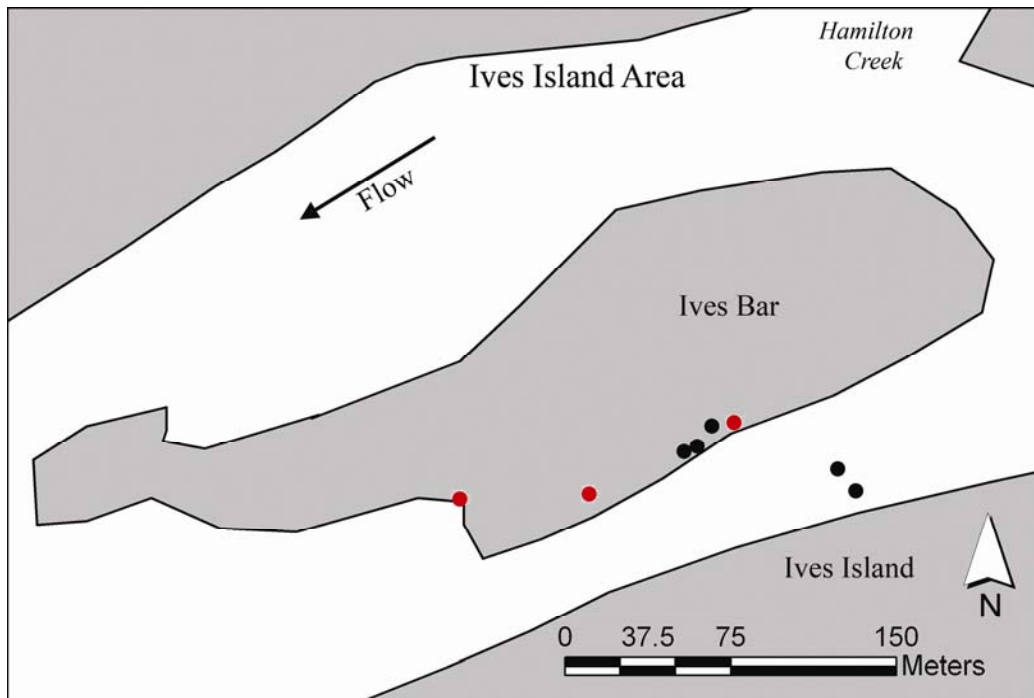 Hamilton
Creek
Ives Island Area
Flow
Ives Bar
Ives Island
N
0 37.5 75 150
Meters